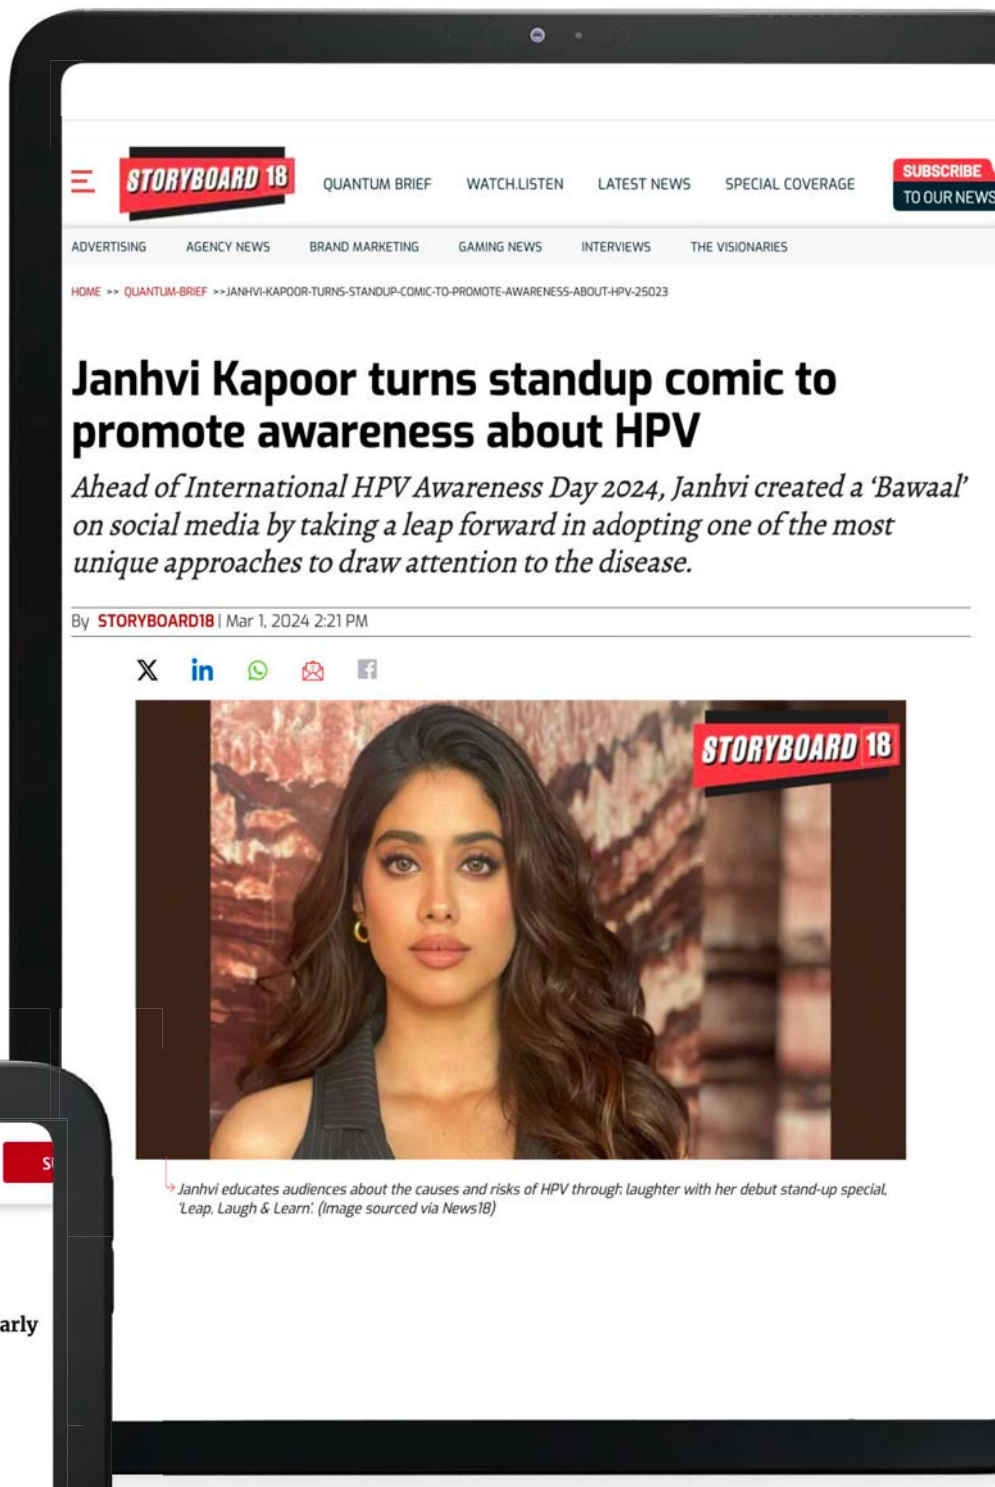 STORYBOARD 18
QUANTUM BRIEF
WATCH.LISTEN
LATEST NEWS
SPECIAL COVERAGE
SUBSCRIBE
TO OUR NEWS
ADVERTISING
AGENCY NEWS
BRAND MARKETING
GAMING NEWS
INTERVIEWS
THE VISIONARIES
HOME >> QUANTUM-BRIEF >>JANHVI-KAPOOR-TURNS-STANDUP-COMIC-TO-PROMOTE-AWARENESS-ABOUT-HPV-25023
Janhvi Kapoor turns standup comic to
promote awareness about HPV
Ahead of International HPV Awareness Day 2024, Janhvi created a ‘Bawaal’
on social media by taking a leap forward in adopting one of the most
unique approaches to draw attention to the disease.
By STORYBOARD18 | Mar 1, 2024 2:21 PM
STORYBOARD 18
Janhvi educates audiences about the causes and risks of HPV through laughter with her debut stand-up special,
'Leap, Laugh & Learn'. (Image sourced via News18)
arly